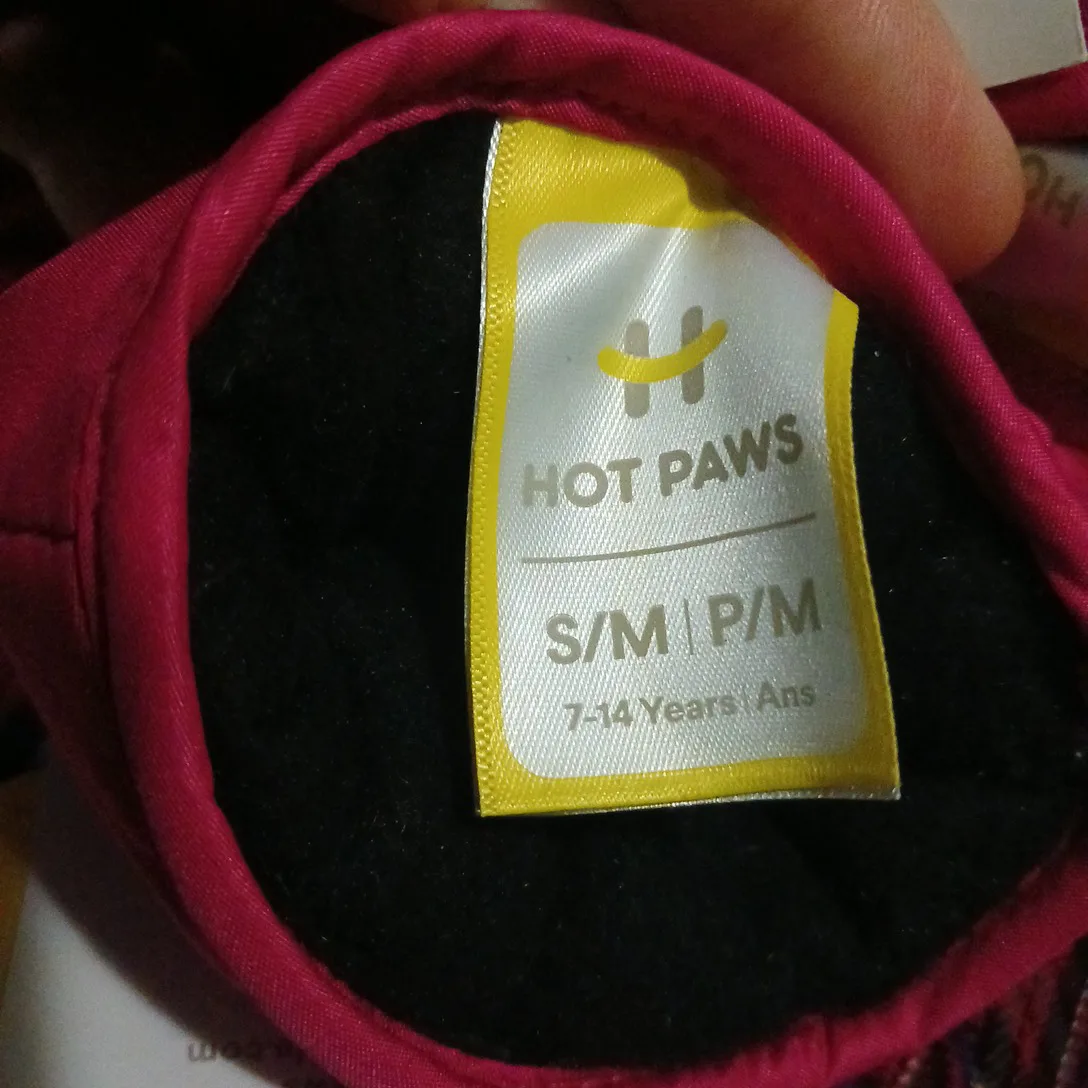 H
HOT PAWS
S/M | P/M
7-14 Years | Ans